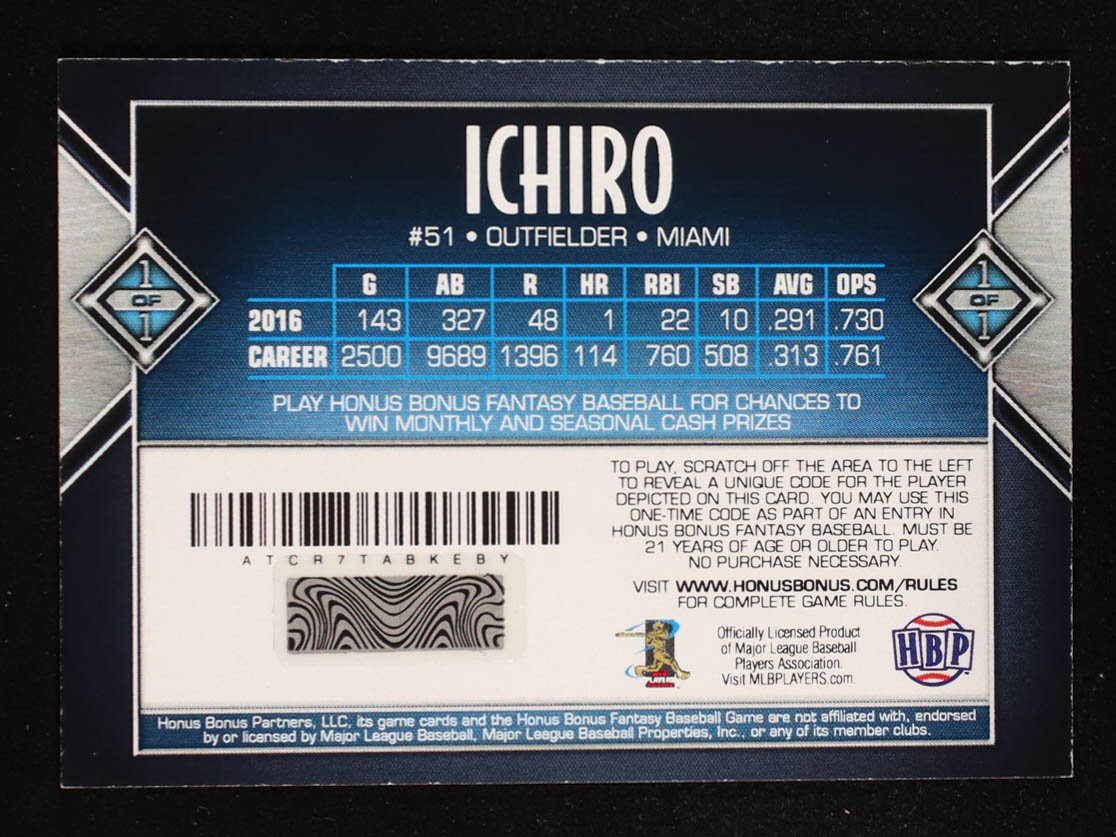 ICHIRO
#51 • OUTFIELDER • MIAMI
G AB R HR RBI SB AVG OPS
2016 143 327 48 1 22 10 .291 .730
CAREER 2500 9689 1396 114 760 508 .313 .761
1 OF 1
1 OF 1
PLAY HONUS BONUS FANTASY BASEBALL FOR CHANCES TO
WIN MONTHLY AND SEASONAL CASH PRIZES
ATCR7TABKEBY
TO PLAY, SCRATCH OFF THE AREA TO THE LEFT
TO REVEAL A UNIQUE CODE FOR THE PLAYER
DEPICTED ON THIS CARD. YOU MAY USE THIS
ONE-TIME CODE AS PART OF AN ENTRY IN
HONUS BONUS FANTASY BASEBALL. MUST BE
21 YEARS OF AGE OR OLDER TO PLAY.
NO PURCHASE NECESSARY.
VISIT WWW.HONUSBONUS.COM/RULES
FOR COMPLETE GAME RULES.
Officially Licensed Product
of Major League Baseball
Players Association.
Visit MLBPLAYERS.com.
HBP
Honus Bonus Partners, LLC, its game cards and the Honus Bonus Fantasy Baseball Game are not affiliated with, endorsed
by or licensed by Major League Baseball, Major League Baseball Properties, Inc., or any of its member clubs.